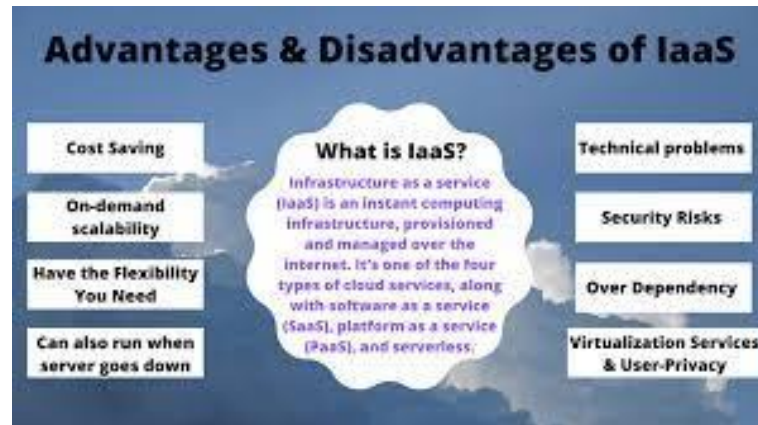 Advantages & Disadvantages of IaaS
Cost Saving
On-demand
scalability
Have the Flexibility
You Need
Can also run when
server goes down
What is IaaS?
Infrastructure as a service
(IaaS) is an instant computing
infrastructure, provisioned
and managed over the
internet. It's one of the four
types of cloud services, along
with software as a service
(SaaS), platform as a service
(PaaS), and serverless.
Technical problems
Security Risks
Over Dependency
Virtualization Services
& User-Privacy